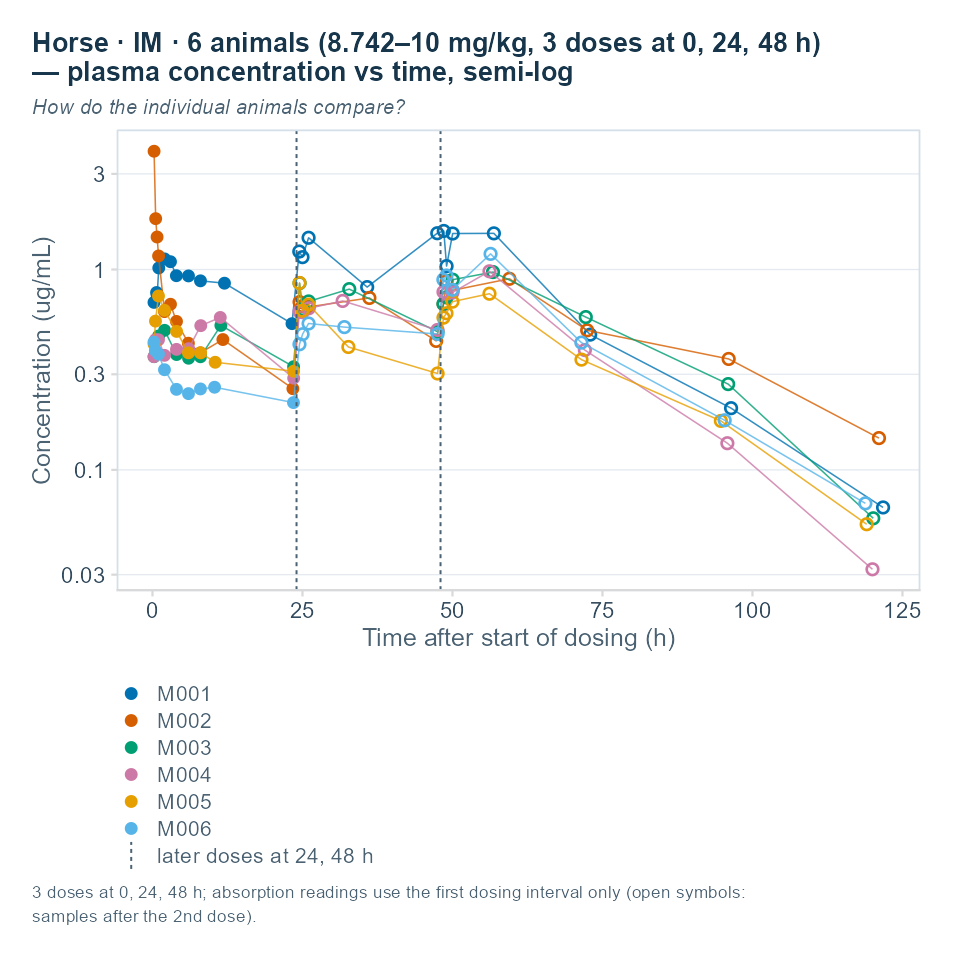 Horse · IM · 6 animals (8.742–10 mg/kg, 3 doses at 0, 24, 48 h)
— plasma concentration vs time, semi-log
How do the individual animals compare?
Concentration (ug/mL)
3
1
0.3
0.1
0.03
0
25
50
75
100
125
Time after start of dosing (h)
M001
M002
M003
M004
M005
M006
later doses at 24, 48 h
3 doses at 0, 24, 48 h; absorption readings use the first dosing interval only (open symbols:
samples after the 2nd dose).